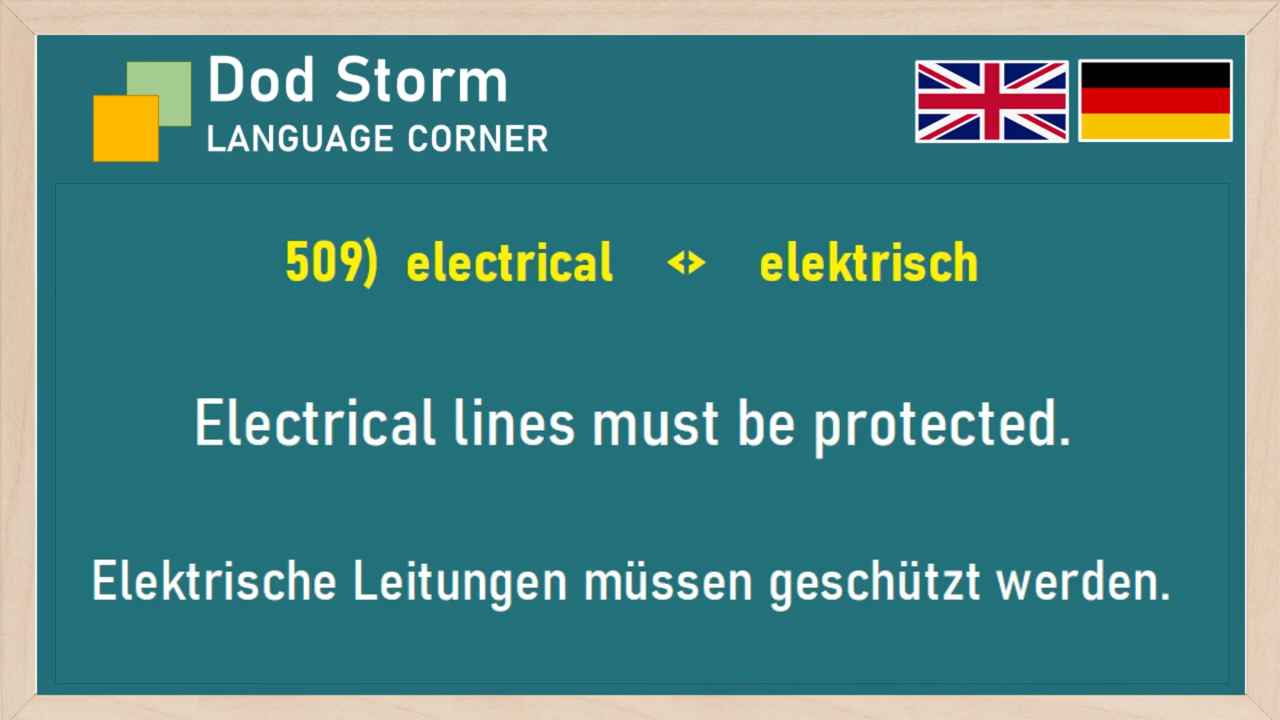 Dod Storm
LANGUAGE CORNER
509) electrical <> elektrisch
Electrical lines must be protected.
Elektrische Leitungen müssen geschützt werden.